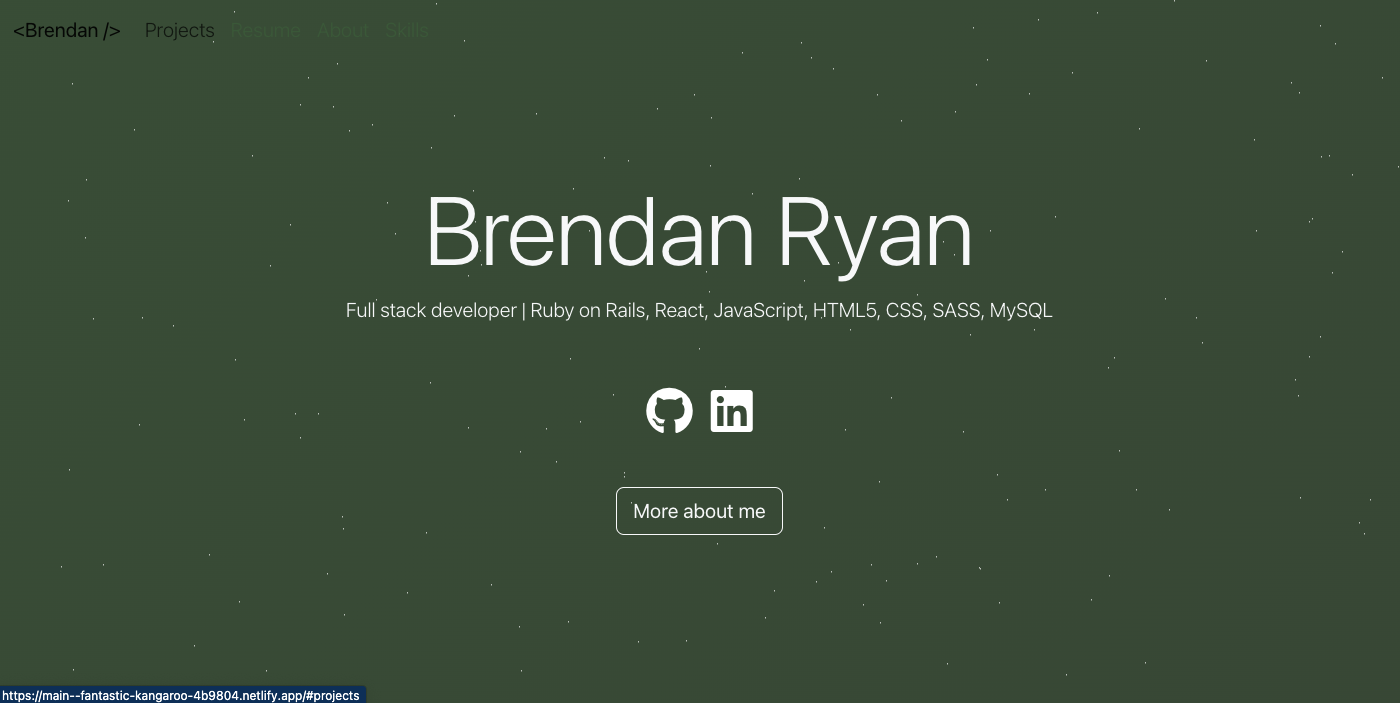 <Brendan /> Projects Resume About Skills
Brendan Ryan
Full stack developer | Ruby on Rails, React, JavaScript, HTML5, CSS, SASS, MySQL
in
More about me
https://main--fantastic-kangaroo-4b9804.netlify.app/#projects